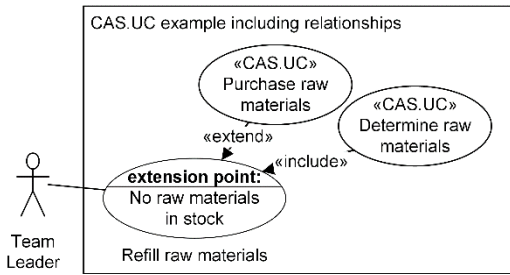 CAS.UC example including relationships
«CAS.UC»
Purchase raw
materials
«CAS.UC»
Determine raw
materials
«extend»
«include»
extension point:
No raw materials
in stock
Team
Leader
Refill raw materials